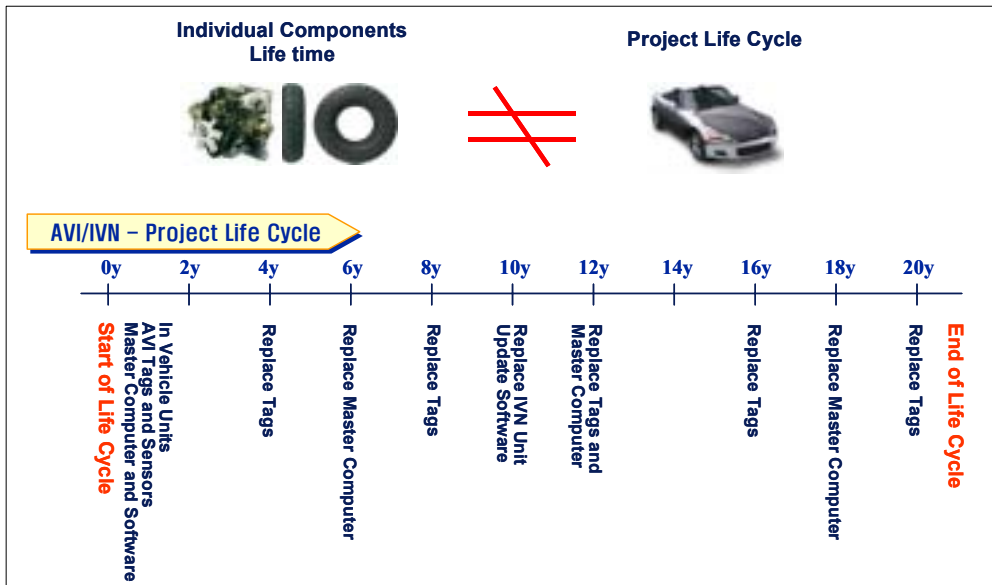 Individual Components
Life time
Project Life Cycle
AVI/IVN – Project Life Cycle
0y
2y
4y
6y
8y
10y
12y
14y
16y
18y
20y
Start of Life Cycle
In Vehicle Units
AVI Tags and Sensors
Master Computer and Software
Replace Tags
Replace Master Computer
Replace Tags
Replace IVN Unit
Update Software
Replace Tags and
Master Computer
Replace Tags
Replace Master Computer
Replace Tags
End of Life Cycle